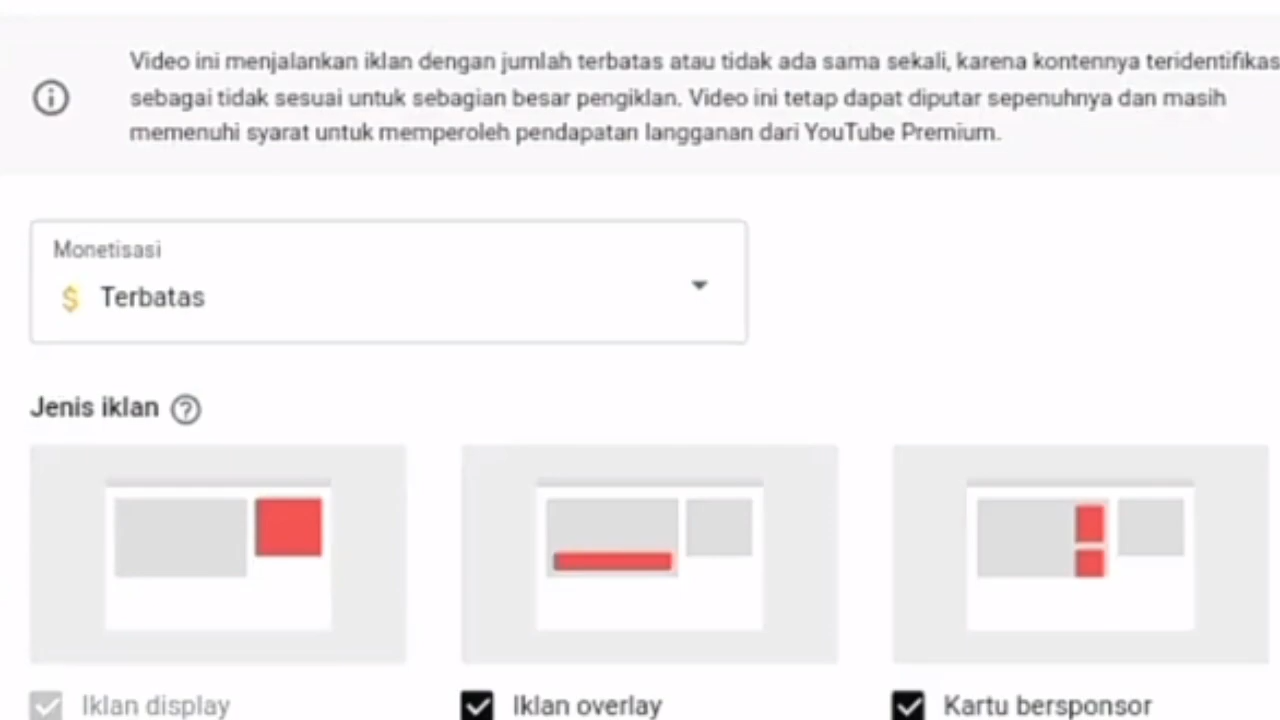 Video ini menjalankan iklan dengan jumlah terbatas atau tidak ada sama sekali, karena kontennya teridentifikas
sebagai tidak sesuai untuk sebagian besar pengiklan. Video ini tetap dapat diputar sepenuhnya dan masih
memenuhi syarat untuk memperoleh pendapatan langganan dari YouTube Premium.
Monetisasi
$ Terbatas
Jenis iklan ?
Iklan display
Iklan overlay
Kartu bersponsor